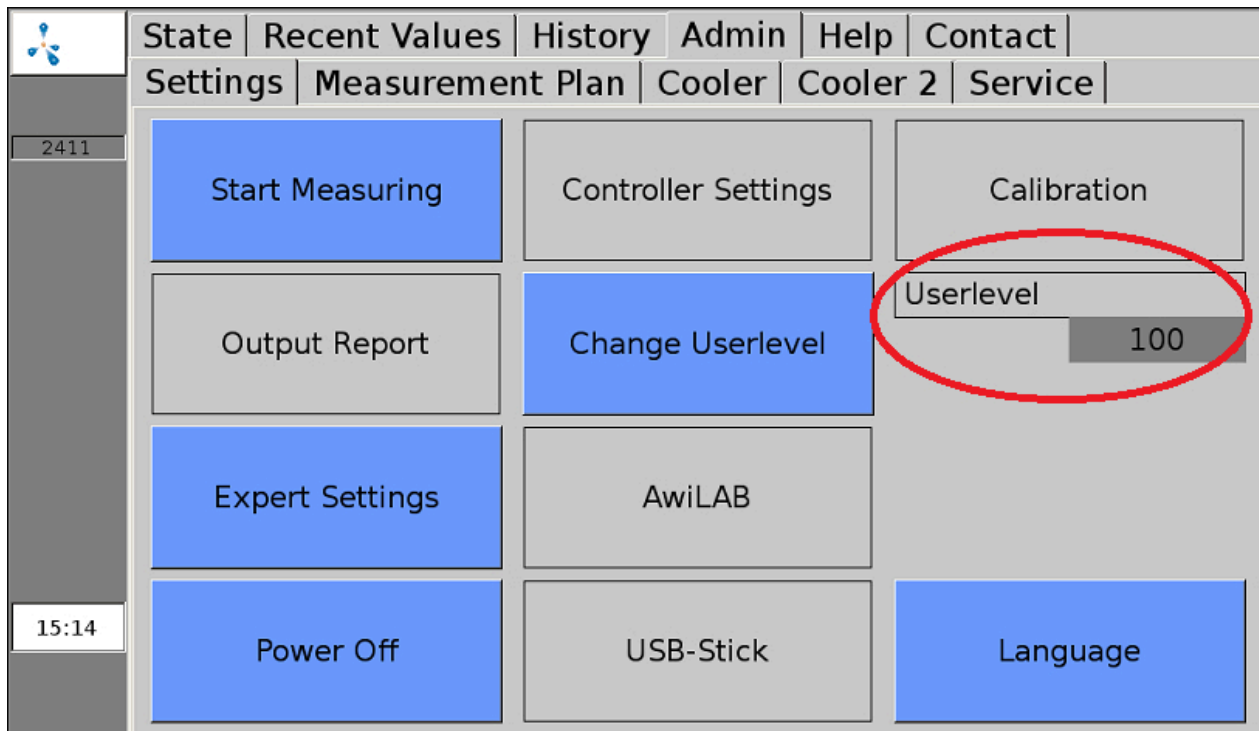 State Recent Values History Admin Help Contact
Settings Measurement Plan Cooler Cooler 2 Service
2411
Start Measuring Controller Settings Calibration
Userlevel
100
Output Report Change Userlevel
Expert Settings AwiLAB
15:14
Power Off USB-Stick Language